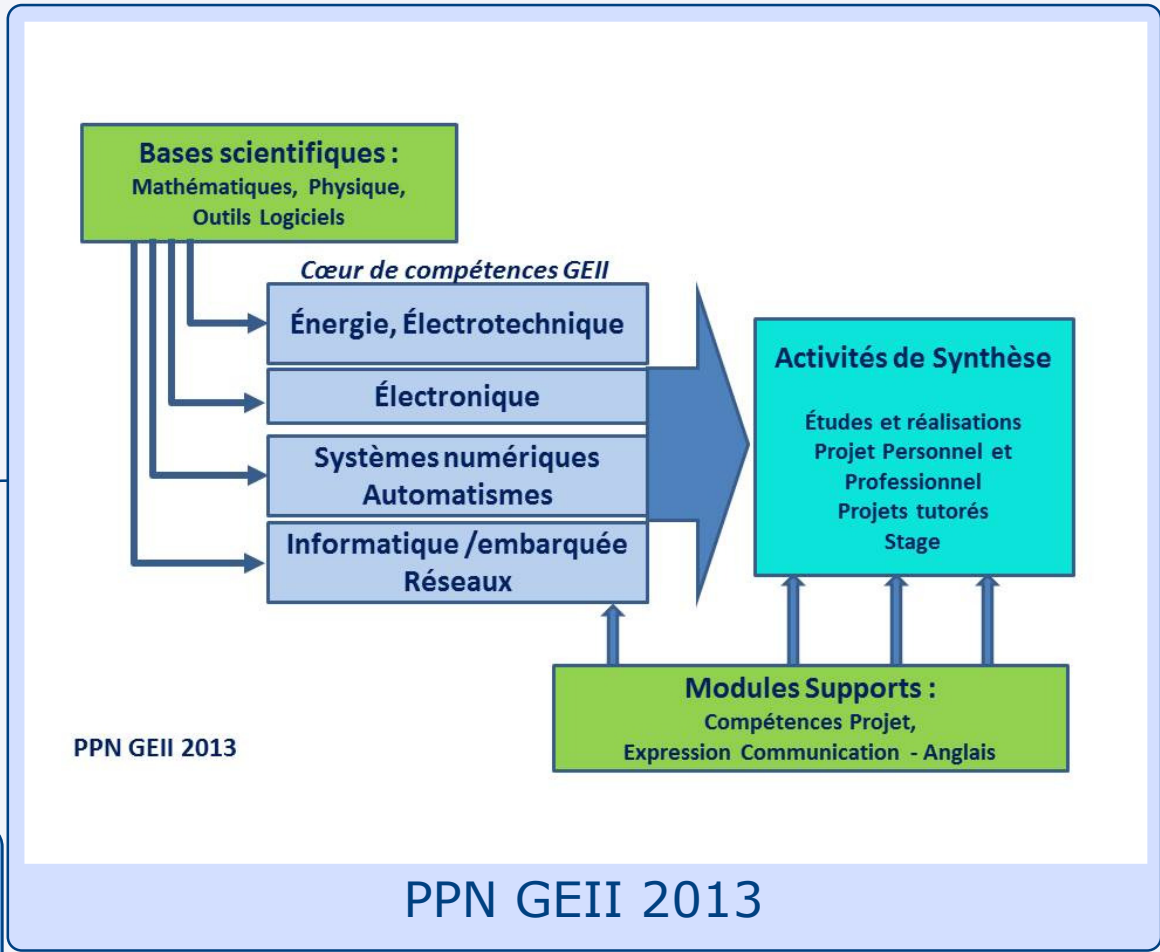 Bases scientifiques :
Mathématiques, Physique,
Outils Logiciels
Cœur de compétences GEII
Énergie, Électrotechnique
Électronique
Systèmes numériques
Automatismes
Informatique /embarquée
Réseaux
Activités de Synthèse
Études et réalisations
Projet Personnel et
Professionnel
Projets tutorés
Stage
Modules Supports :
Compétences Projet,
Expression Communication - Anglais
PPN GEII 2013
PPN GEII 2013